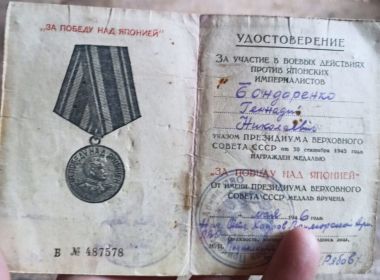 "ЗА ПОБЕДУ НАД ЯПОНИЕЙ"
В № 487578
УДОСТОВЕРЕНИЕ
ЗА УЧАСТИЕ В БОЕВЫХ ДЕЙСТВИЯХ
ПРОТИВ ЯПОНСКИХ
ИМПЕРИАЛИСТОВ
Бондаренко
Геннадий
Николаевич
УКАЗОМ ПРЕЗИДИУМА ВЕРХОВНОГО
СОВЕТА СССР от 30 сентября 1945 года
НАГРАЖДЕН МЕДАЛЬЮ
"ЗА ПОБЕДУ НАД ЯПОНИЕЙ"
ОТ ИМЕНИ ПРЕЗИДИУМА ВЕРХОВНОГО
СОВЕТА СССР МЕДАЛЬ ВРУЧЕНА
1946 года